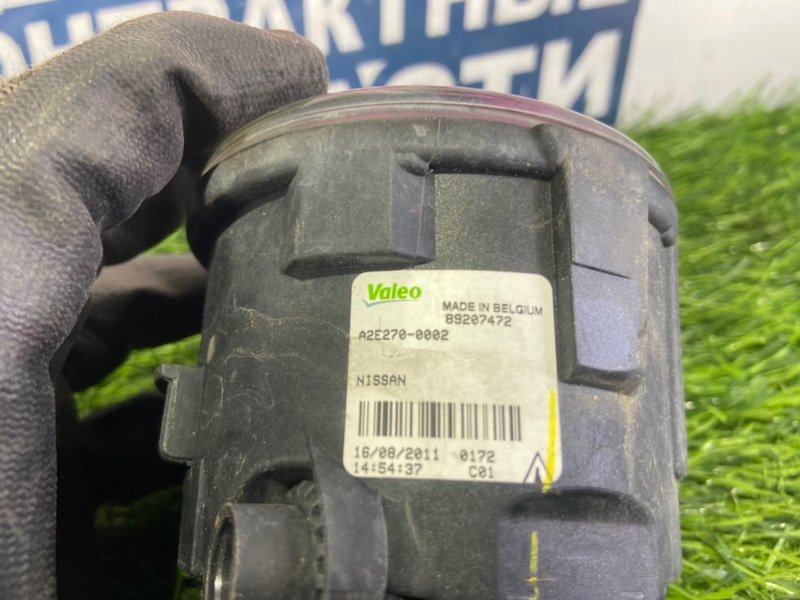 КОНТРАКТНЫЕ
Valeo
MADE IN BELGIUM
89207472
A2E270-0002
NISSAN
16/08/2011 0172
14:54:37 C01